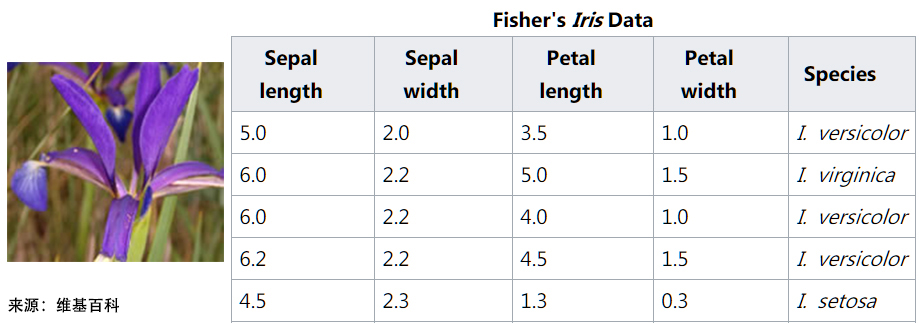 Fisher's Iris Data
Sepal length Sepal width Petal length Petal width Species
5.0 2.0 3.5 1.0 I. versicolor
6.0 2.2 5.0 1.5 I. virginica
6.0 2.2 4.0 1.0 I. versicolor
6.2 2.2 4.5 1.5 I. versicolor
4.5 2.3 1.3 0.3 I. setosa
来源：维基百科